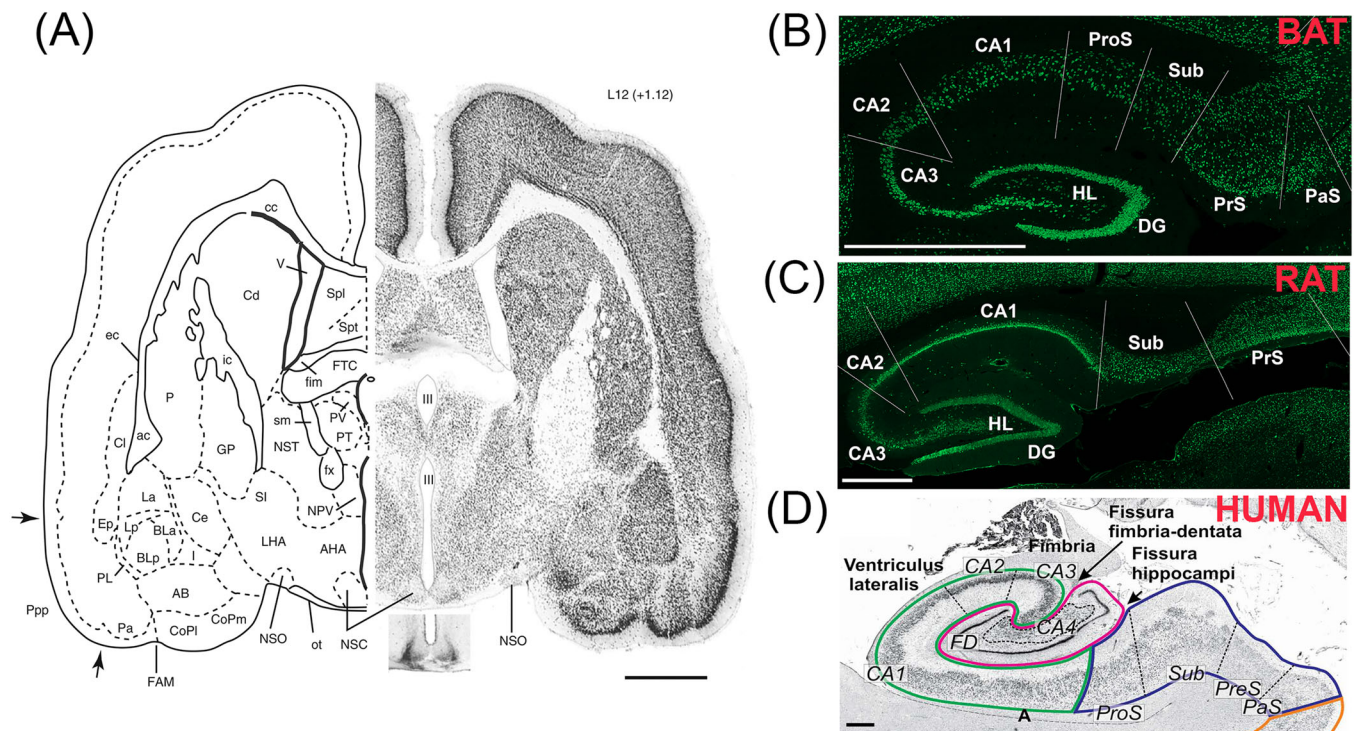 (A)
L12 (+1.12)
cc
V
Cd
Spl
Spt
ec
ic
FTC
fim
P
PV
sm
PT
Cl
ac
NST
GP
fx
La
SI
NPV
Ep
Lp
BLa
Ce
LHA
AHA
BLp
I
PL
AB
Ppp
Pa
CoPl
CoPm
NSO
ot
NSC
FAM
III
III
NSO
(B)
BAT
CA1
ProS
Sub
CA2
CA3
HL
DG
PrS
PaS
(C)
RAT
CA1
Sub
PrS
CA2
HL
CA3
DG
(D)
HUMAN
Fissura
fimbria-dentata
Fimbria
Fissura
hippocampi
Ventriculus
lateralis
CA2
CA3
CA4
FD
CA1
Sub
PreS
PaS
ProS
A